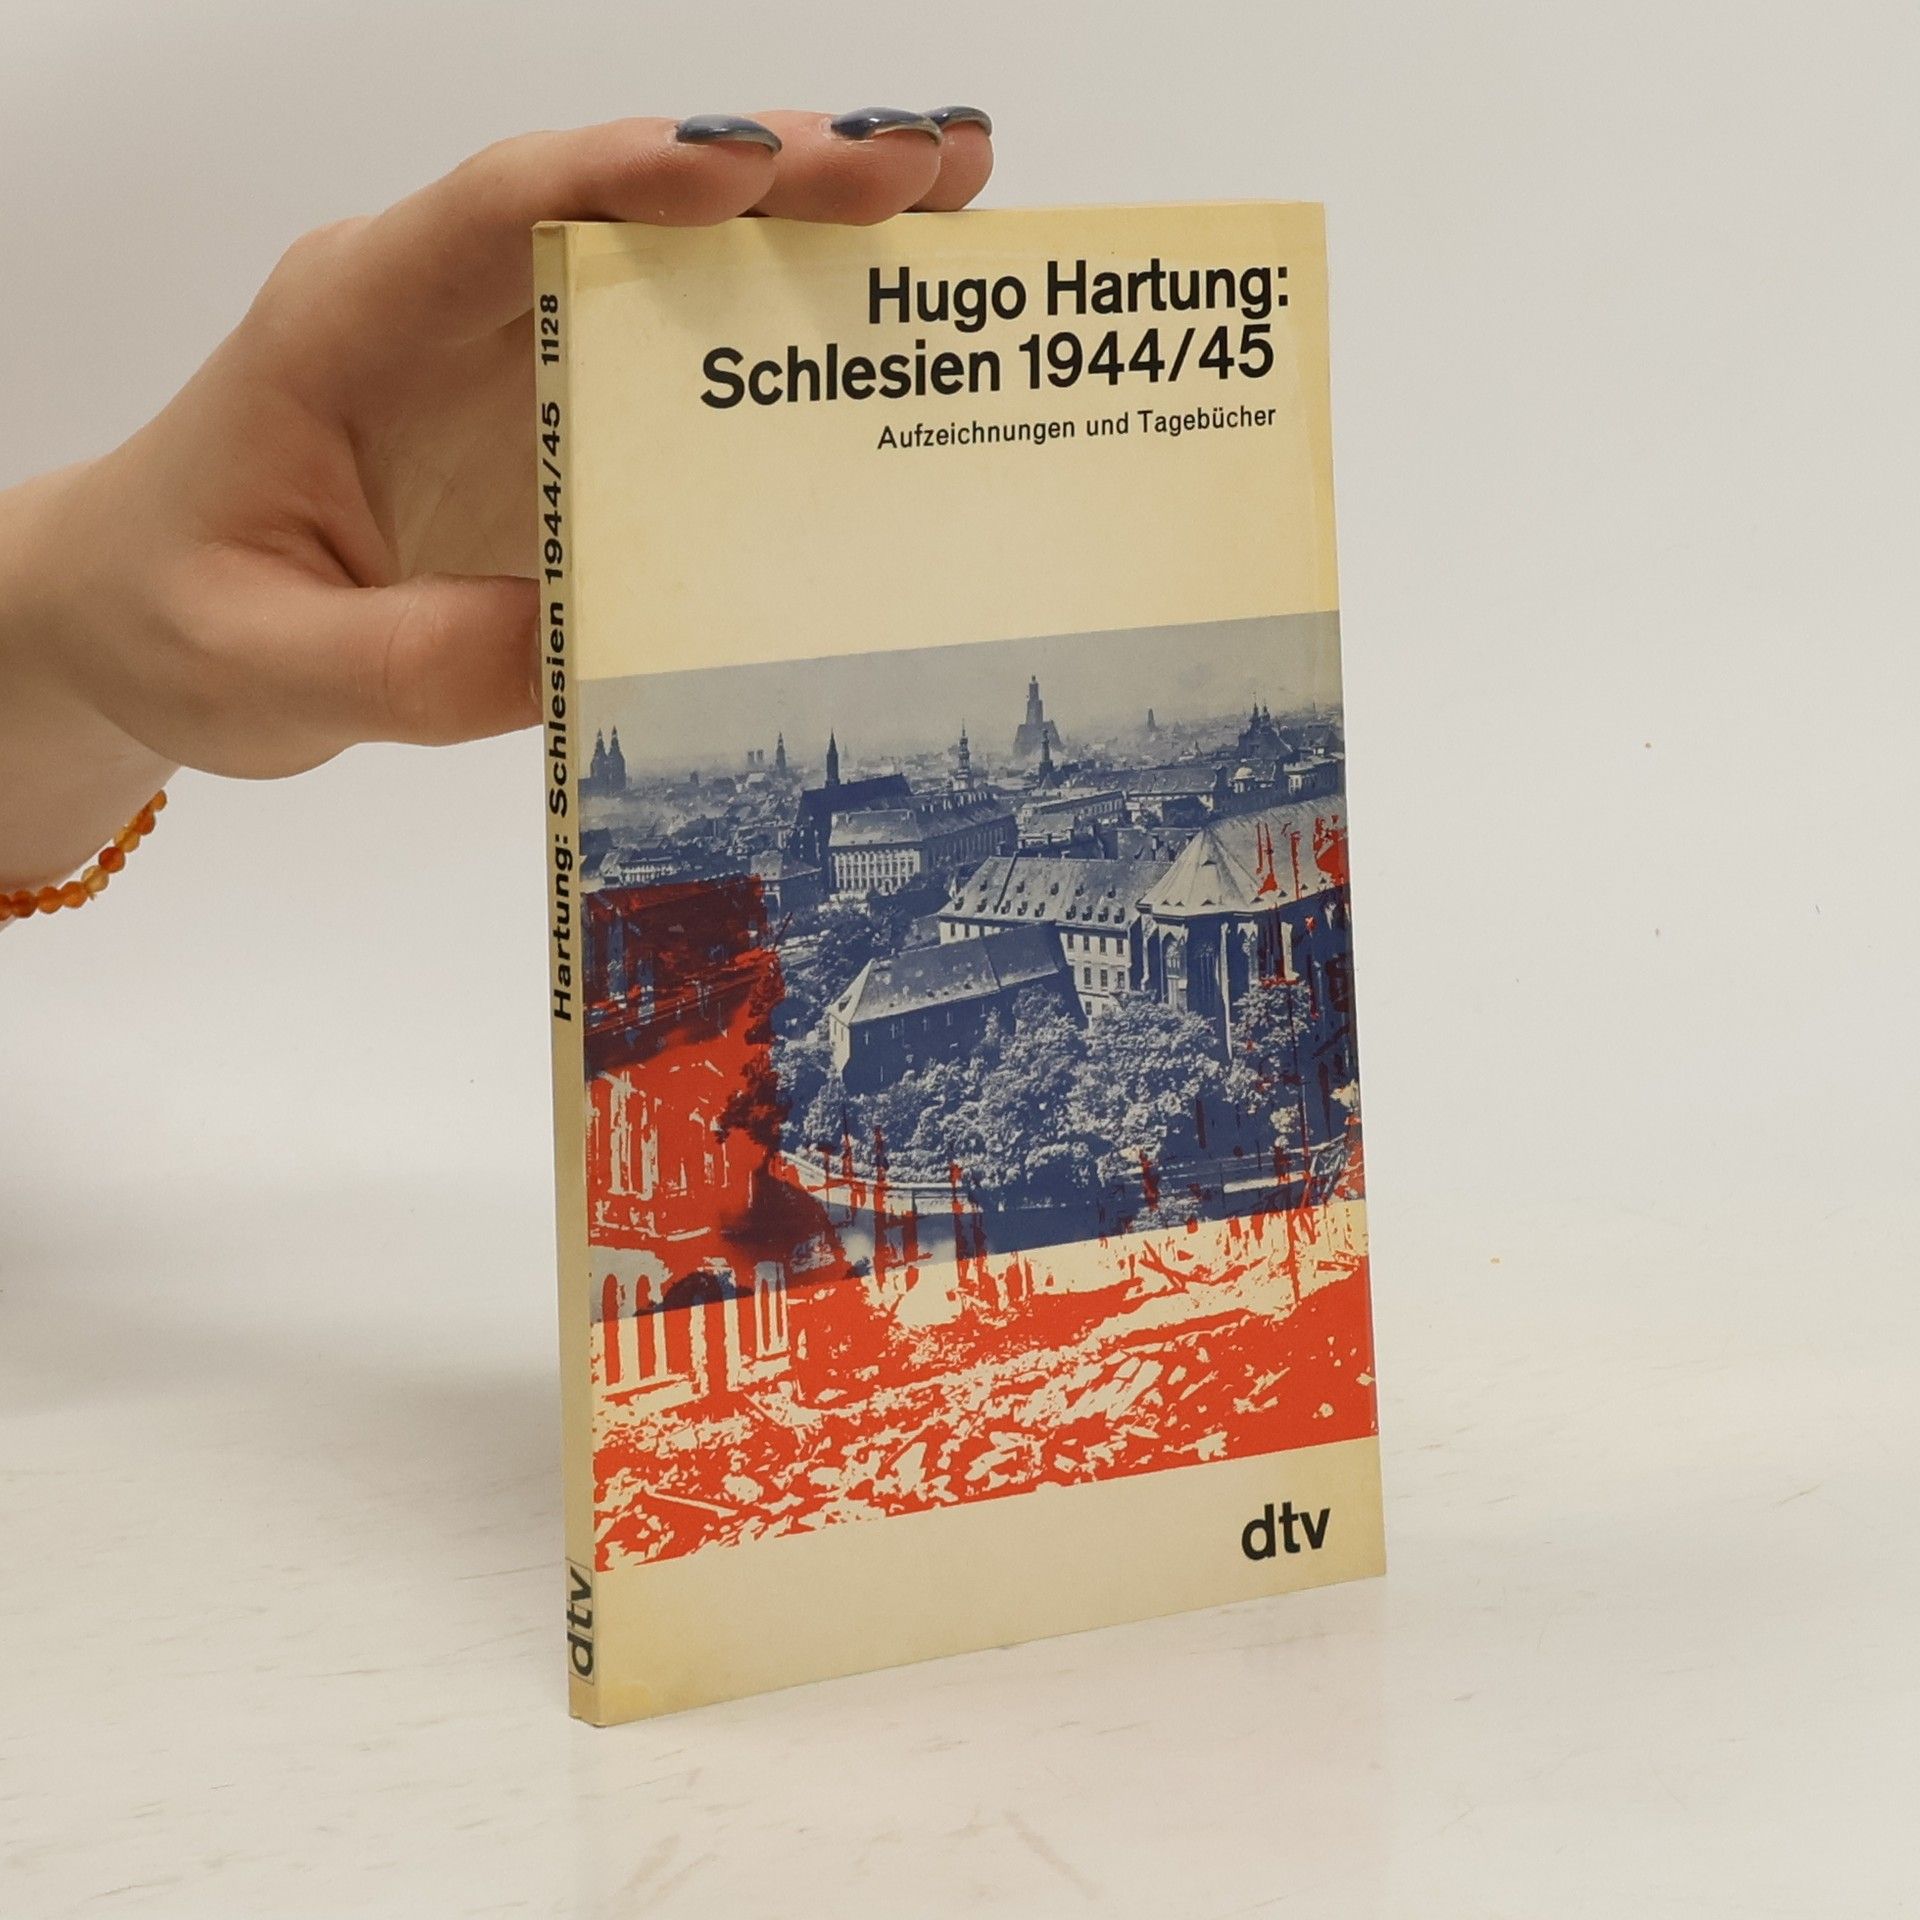 Hugo Hartung:
Schlesien 1944/45
Aufzeichnungen und Tagebücher
dtv
Hartung: Schlesien 1944/45 1128
dtv